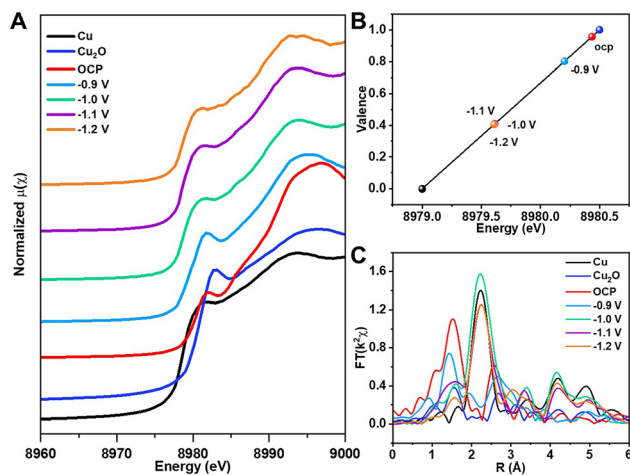 A
Cu
Cu₂O
OCP
-0.9 V
-1.0 V
-1.1 V
-1.2 V
Normalized μ(χ)
8960 8970 8980 8990 9000
Energy (eV)
B
1.0
0.8
0.6
0.4
0.2
0.0
Valence
ocp
-0.9 V
-1.1 V
-1.0 V
-1.2 V
8979.0 8979.5 8980.0 8980.5
Energy (eV)
C
1.6
1.2
0.8
0.4
0.0
FT(k²χ)
Cu
Cu₂O
OCP
-0.9 V
-1.0 V
-1.1 V
-1.2 V
0 1 2 3 4 5 6
R (Å)